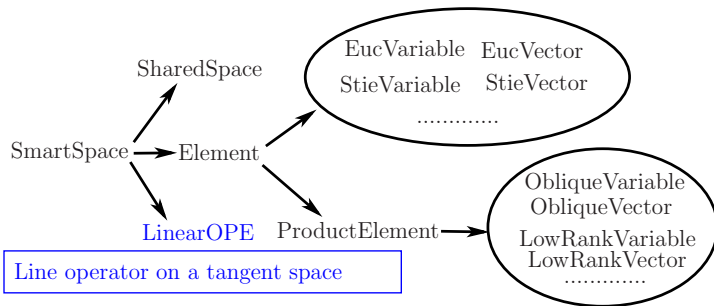 EucVariable EucVector
SharedSpace
StieVariable StieVector
.............
SmartSpace Element
ObliqueVariable
ObliqueVector
LinearOPE ProductElement
LowRankVariable
LowRankVector
Line operator on a tangent space
.............